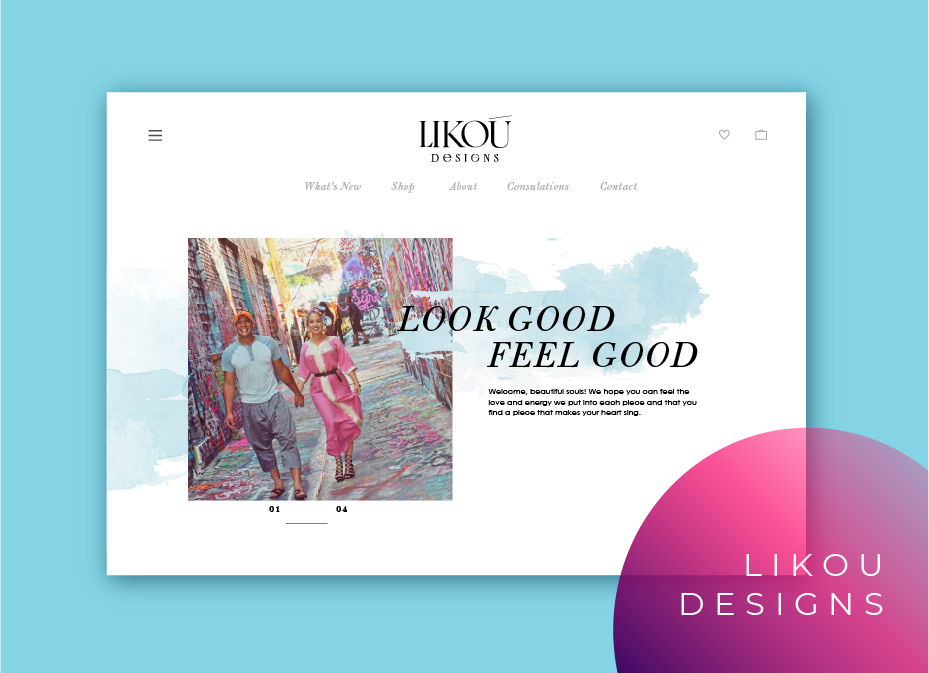 LIKOÚ
DESIGNS
What's New Shop About Consulations Contact
LOOK GOOD
FEEL GOOD
Welcome, beautiful souls! We hope you can feel the
love and energy we put into each piece and that you
find a piece that makes your heart sing.
01 04
LIKOU
DESIGNS